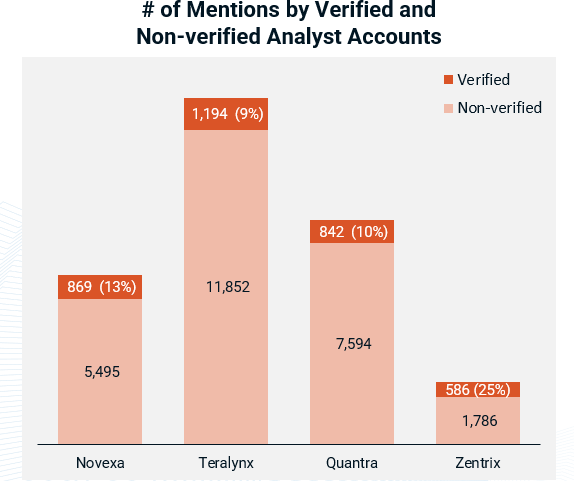 # of Mentions by Verified and
Non-verified Analyst Accounts
Verified
Non-verified
1,194 (9%)
842 (10%)
869 (13%)
11,852
7,594
5,495
586 (25%)
1,786
Novexa Teralynx Quantra Zentrix